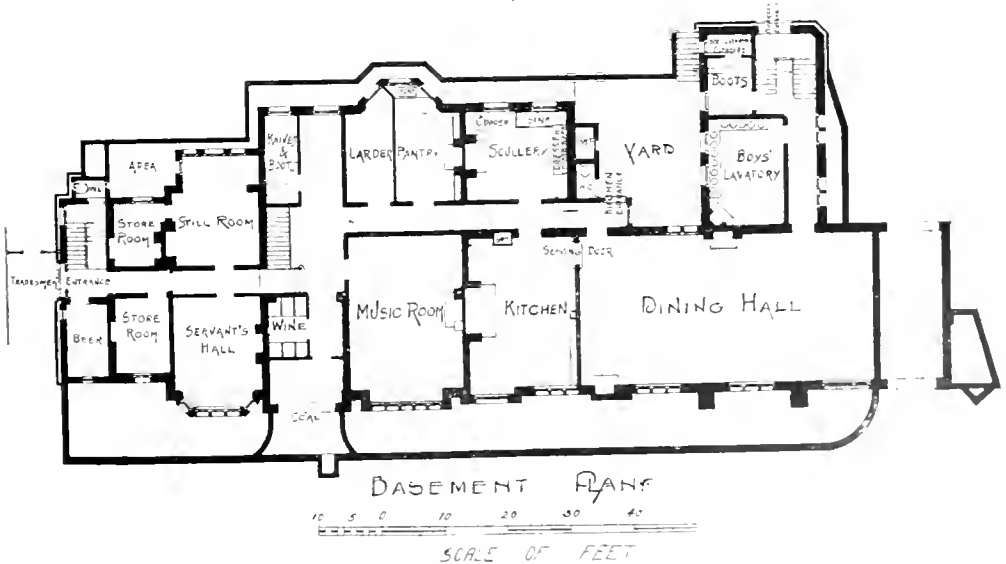 BOOTS
KNIVES
&
BOOTS
LARDER
PANTRY
COPPER
SINK
SCULLERY
DRESSER
YARD
BOYS'
LAVATORY
AREA
STORE
ROOM
STILL ROOM
KITCHEN
ENTRANCE
SERVING DOOR
TRADESMEN'S ENTRANCE
BEER
STORE
ROOM
SERVANT'S
HALL
WINE
MUSIC ROOM
KITCHEN
DINING HALL
COAL
BASEMENT PLAN
10 5 0 10 20 30 40
SCALE OF FEET